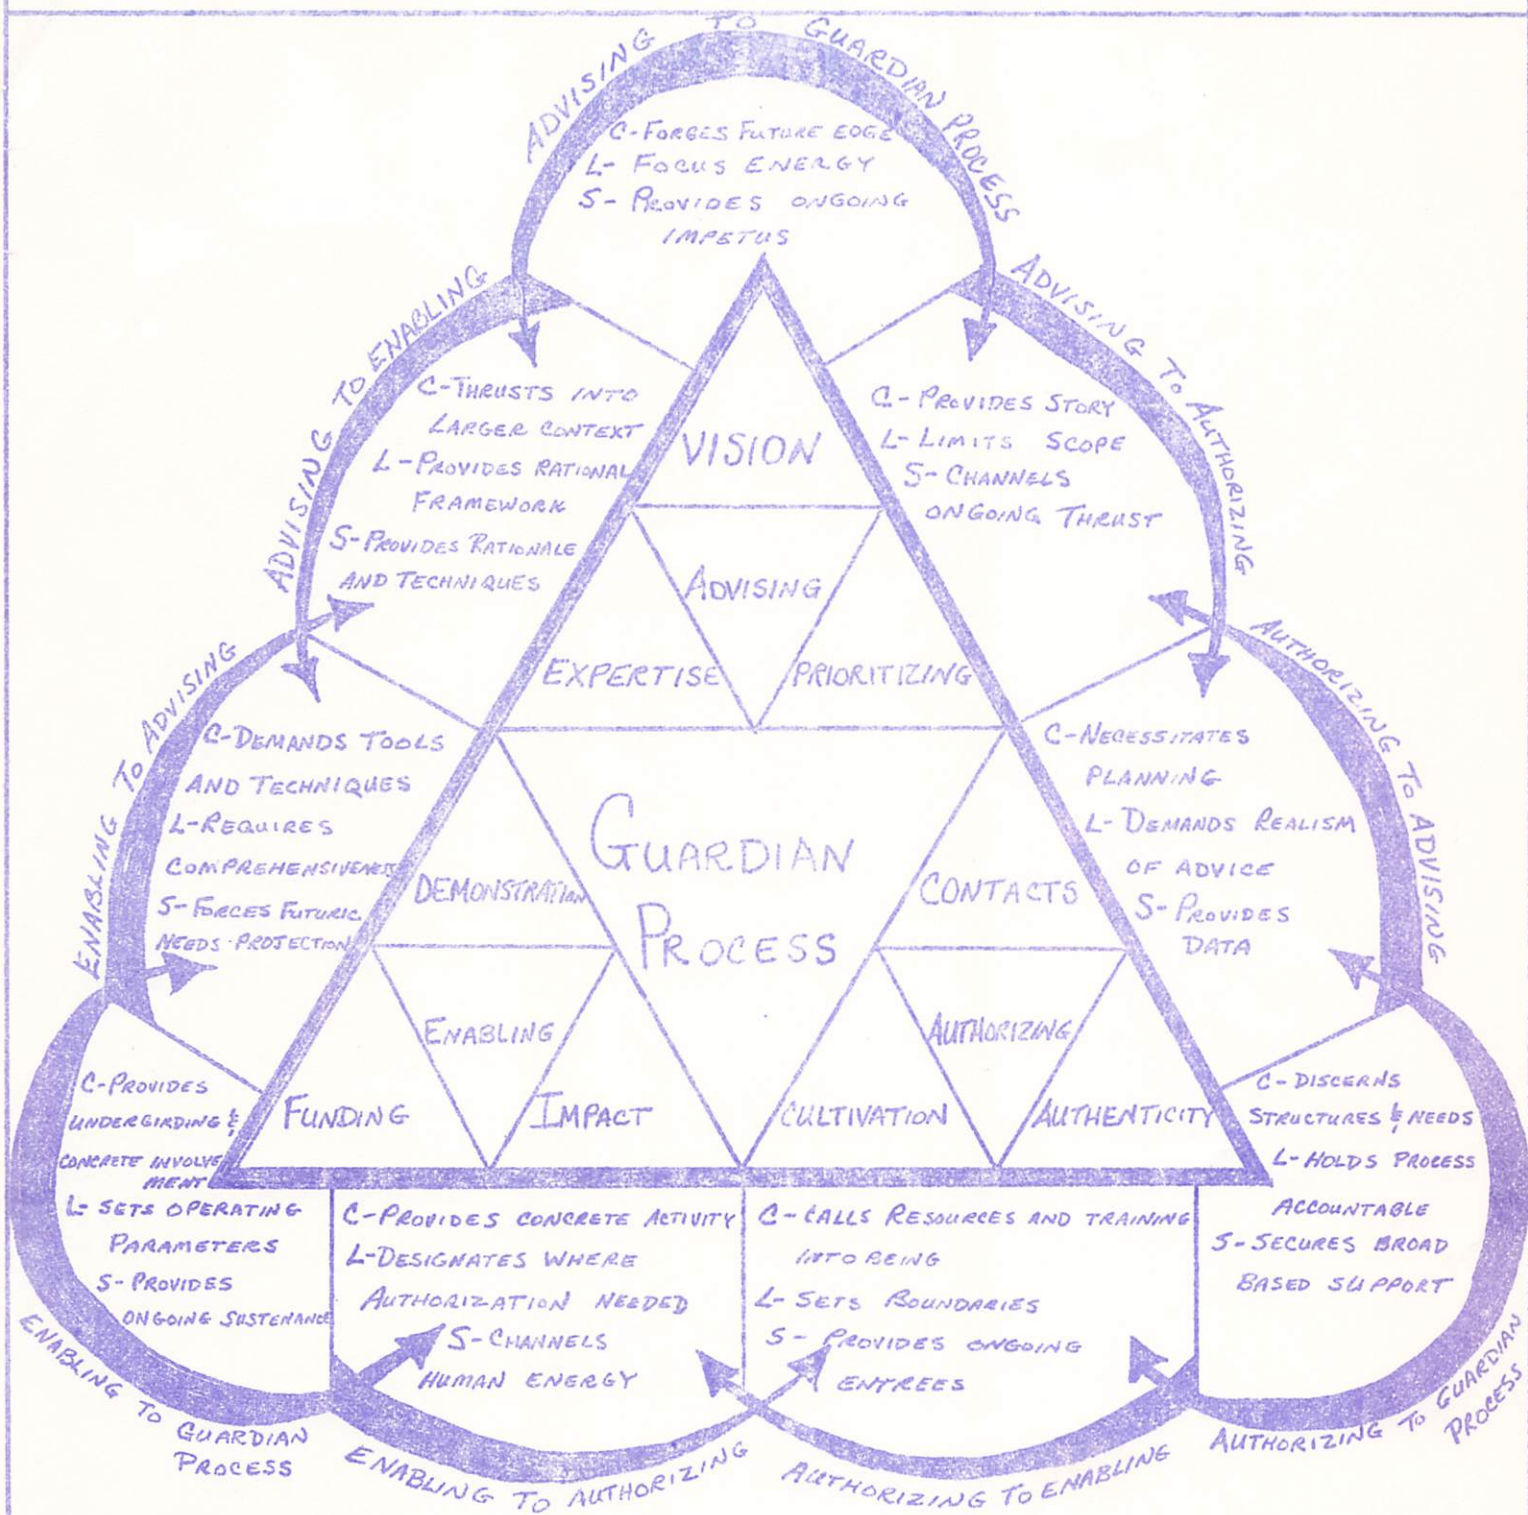 ADVISING TO GUARDIAN PROCESS
C-FORGES FUTURE EDGE
L- FOCUS ENERGY
S- PROVIDES ONGOING
IMPETUS
ADVISING TO ENABLING
C-THRUSTS INTO
LARGER CONTEXT
L-PROVIDES RATIONAL
FRAMEWORK
S-PROVIDES RATIONALE
AND TECHNIQUES
ADVISING TO AUTHORIZING
C-PROVIDES STORY
L-LIMITS SCOPE
S-CHANNELS
ONGOING THRUST
VISION
ADVISING
EXPERTISE
PRIORITIZING
ENABLING TO ADVISING
C-DEMANDS TOOLS
AND TECHNIQUES
L-REQUIRES
COMPREHENSIVENESS
S-FORCES FUTURIC
NEEDS-PROJECTION
AUTHORIZING TO ADVISING
C-NECESSITATES
PLANNING
L-DEMANDS REALISM
OF ADVICE
S-PROVIDES
DATA
GUARDIAN
PROCESS
DEMONSTRATION
CONTACTS
ENABLING
AUTHORIZING
FUNDING
IMPACT
CULTIVATION
AUTHENTICITY
C-PROVIDES
UNDERGIRDING &
CONCRETE INVOLVE
MENT
L-SETS OPERATING
PARAMETERS
S-PROVIDES
ONGOING SUSTENANCE
ENABLING TO GUARDIAN
PROCESS
C-PROVIDES CONCRETE ACTIVITY
L-DESIGNATES WHERE
AUTHORIZATION NEEDED
S-CHANNELS
HUMAN ENERGY
ENABLING TO AUTHORIZING
C-CALLS RESOURCES AND TRAINING
INTO BEING
L-SETS BOUNDARIES
S- PROVIDES ONGOING
ENTREES
AUTHORIZING TO ENABLING
C-DISCERNS
STRUCTURES & NEEDS
L-HOLDS PROCESS
ACCOUNTABLE
S-SECURES BROAD
BASED SUPPORT
AUTHORIZING TO GUARDIAN
PROCESS